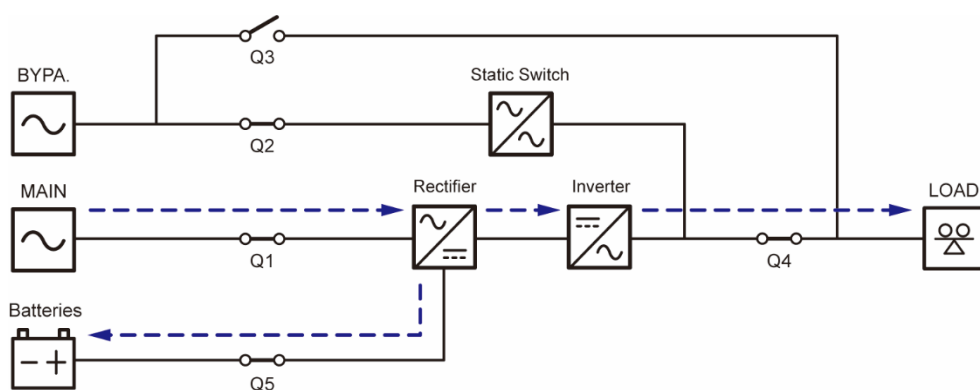 Q3
BYPA.
Static Switch
Q2
MAIN
Rectifier
Inverter
LOAD
Q1
Q4
Batteries
Q5